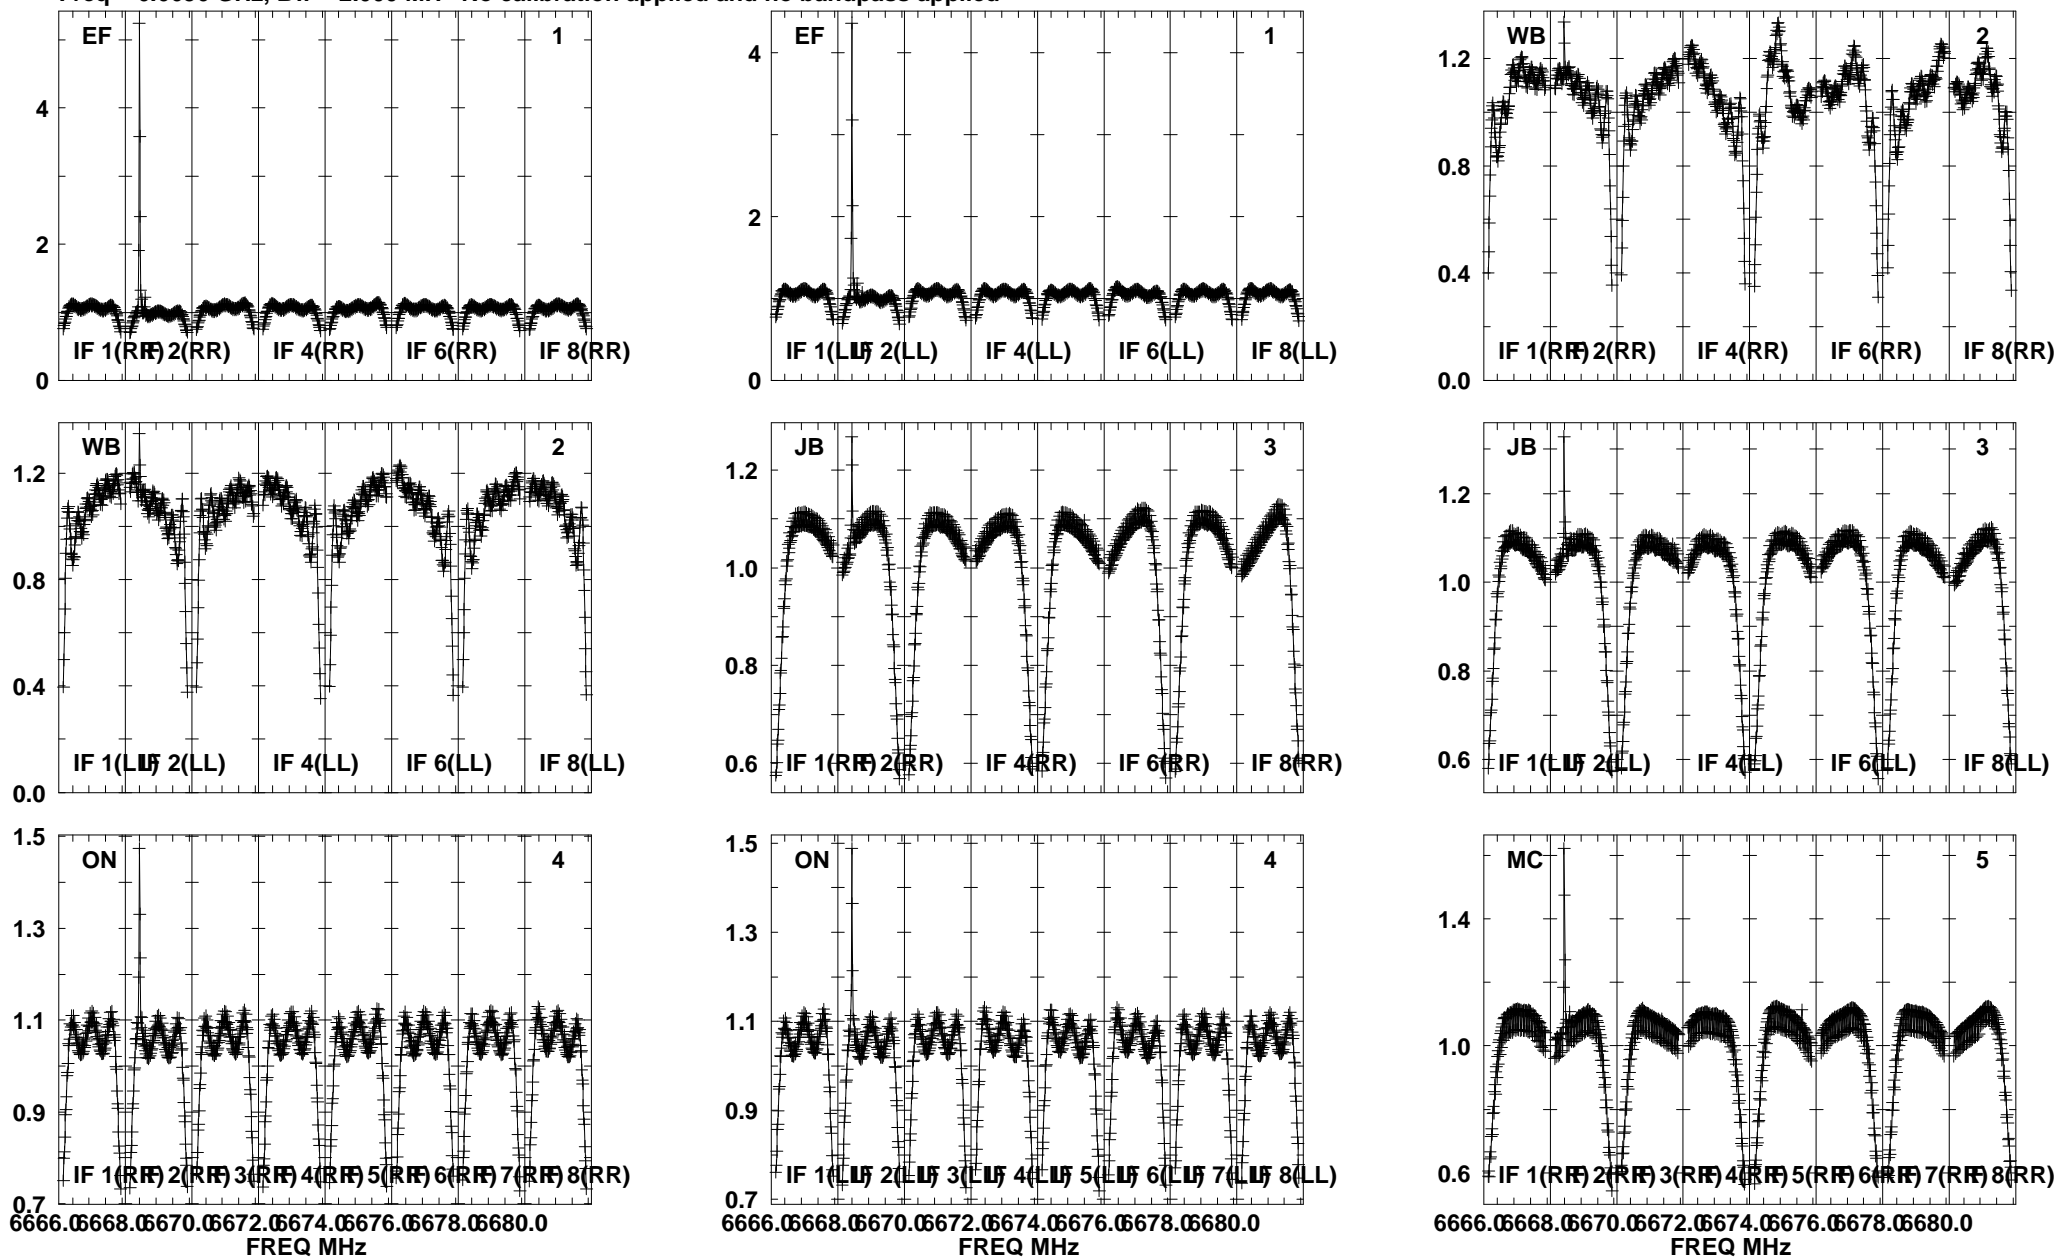 No calibration applied and no bandpass applied
EF 1
4
2
0
IF 1(RR) IF 2(RR) IF 4(RR) IF 6(RR) IF 8(RR)
EF 1
4
2
0
IF 1(LL) IF 2(LL) IF 4(LL) IF 6(LL) IF 8(LL)
WB 2
1.2
0.8
0.4
0.0
IF 1(RR) IF 2(RR) IF 4(RR) IF 6(RR) IF 8(RR)
WB 2
1.2
0.8
0.4
0.0
IF 1(LL) IF 2(LL) IF 4(LL) IF 6(LL) IF 8(LL)
JB 3
1.2
1.0
0.8
0.6
IF 1(RR) IF 2(RR) IF 4(RR) IF 6(RR) IF 8(RR)
JB 3
1.2
1.0
0.8
0.6
IF 1(LL) IF 2(LL) IF 4(LL) IF 6(LL) IF 8(LL)
ON 4
1.5
1.3
1.1
0.9
0.7
IF 1(RR) IF 2(RR) IF 3(RR) IF 4(RR) IF 5(RR) IF 6(RR) IF 7(RR) IF 8(RR)
6666.0 6668.0 6670.0 6672.0 6674.0 6676.0 6678.0 6680.0
FREQ MHz
ON 4
1.5
1.3
1.1
0.9
0.7
IF 1(LL) IF 2(LL) IF 3(LL) IF 4(LL) IF 5(LL) IF 6(LL) IF 7(LL) IF 8(LL)
6666.0 6668.0 6670.0 6672.0 6674.0 6676.0 6678.0 6680.0
FREQ MHz
MC 5
1.4
1.0
0.6
IF 1(RR) IF 2(RR) IF 3(RR) IF 4(RR) IF 5(RR) IF 6(RR) IF 7(RR) IF 8(RR)
6666.0 6668.0 6670.0 6672.0 6674.0 6676.0 6678.0 6680.0
FREQ MHz